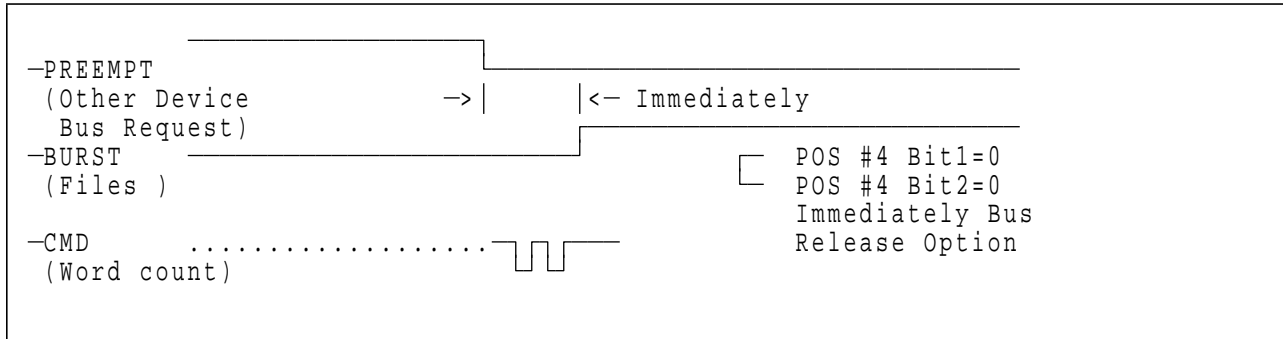 —PREEMPT
(Other Device —>| |<— Immediately
Bus Request)
—BURST POS #4 Bit1=0
(Files ) POS #4 Bit2=0
Immediately Bus
—CMD ................... Release Option
(Word count)